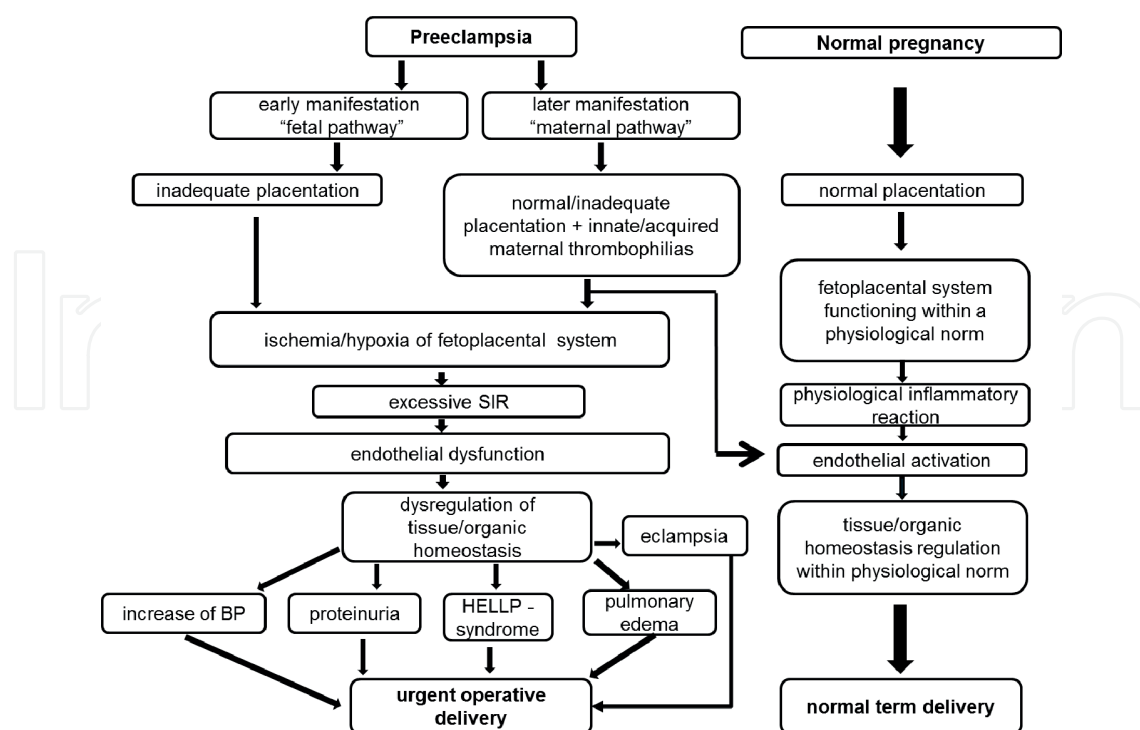 Preeclampsia
Normal pregnancy
early manifestation
“fetal pathway”
later manifestation
“maternal pathway”
inadequate placentation
normal/inadequate
placentation + innate/acquired
maternal thrombophilias
normal placentation
fetoplacental system
functioning within a
physiological norm
ischemia/hypoxia of fetoplacental system
physiological inflammatory
reaction
excessive SIR
endothelial dysfunction
endothelial activation
dysregulation of
tissue/organic
homeostasis
eclampsia
tissue/organic
homeostasis regulation
within physiological norm
increase of BP
proteinuria
HELLP -
syndrome
pulmonary
edema
urgent operative
delivery
normal term delivery